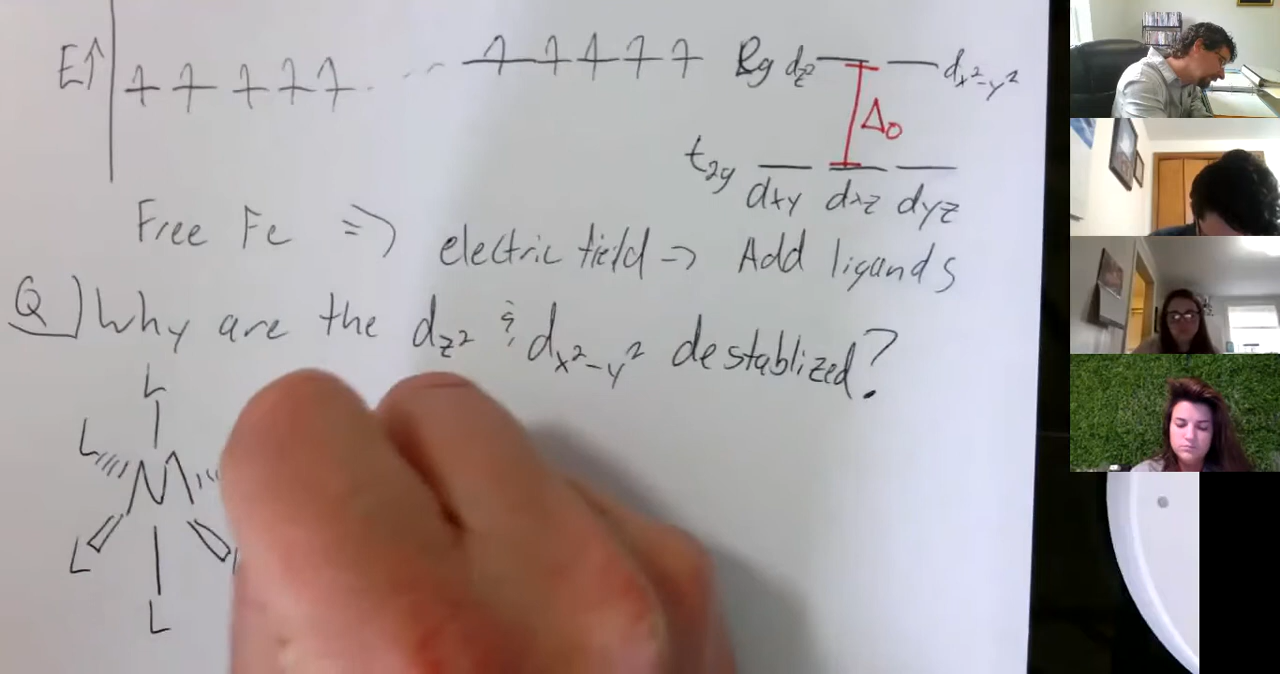 E↑
Eg dz² dx²-y²
Δo
t2g
dxy dxz dyz
Free Fe ⇒ electric field → Add ligands
Q) Why are the dz² & dx²-y² destablized?
L
L
M
L
L